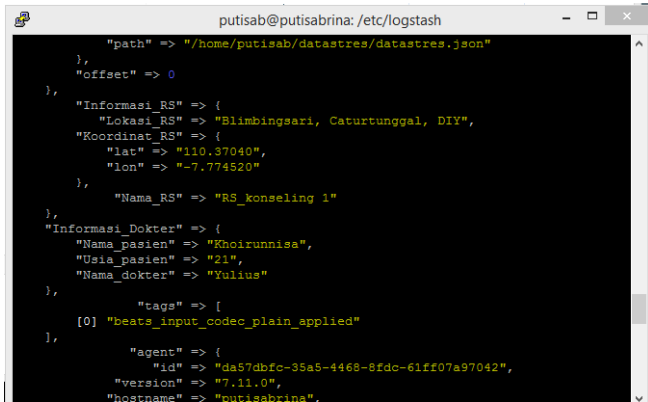 putisab@putisabrina: /etc/logstash
"path" => "/home/putisab/datastres/datastres.json"
},
"offset" => 0
},
"Informasi_RS" => {
"Lokasi_RS" => "Blimbingsari, Caturtunggal, DIY",
"Koordinat_RS" => {
"lat" => "110.37040",
"lon" => "-7.774520"
},
"Nama_RS" => "RS_konseling 1"
},
"Informasi_Dokter" => {
"Nama_pasien" => "Khoirunnisa",
"Usia_pasien" => "21",
"Nama_dokter" => "Yulius"
},
"tags" => [
[0] "beats_input_codec_plain_applied"
],
"agent" => {
"id" => "da57dbfc-35a5-4468-8fdc-61ff07a97042",
"version" => "7.11.0",
"hostname" => "putisabrina",